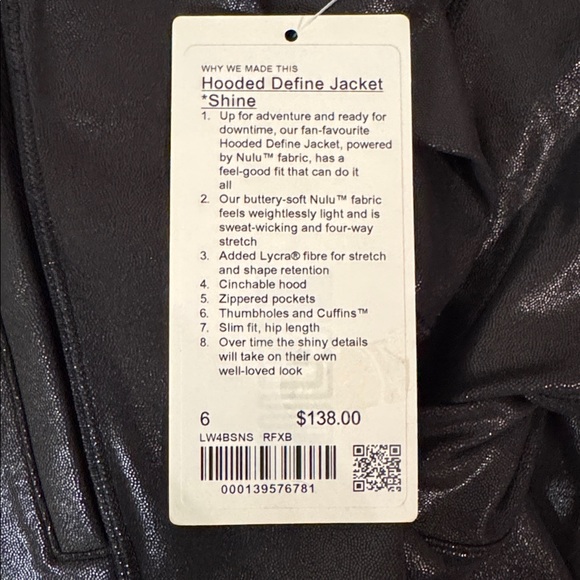 WHY WE MADE THIS
Hooded Define Jacket
*Shine
1. Up for adventure and ready for
downtime, our fan-favourite
Hooded Define Jacket, powered
by Nulu™ fabric, has a
feel-good fit that can do it
all
2. Our buttery-soft Nulu™ fabric
feels weightlessly light and is
sweat-wicking and four-way
stretch
3. Added Lycra® fibre for stretch
and shape retention
4. Cinchable hood
5. Zippered pockets
6. Thumbholes and Cuffins™
7. Slim fit, hip length
8. Over time the shiny details
will take on their own
well-loved look
6 $138.00
LW4BSNS RFXB
000139576781